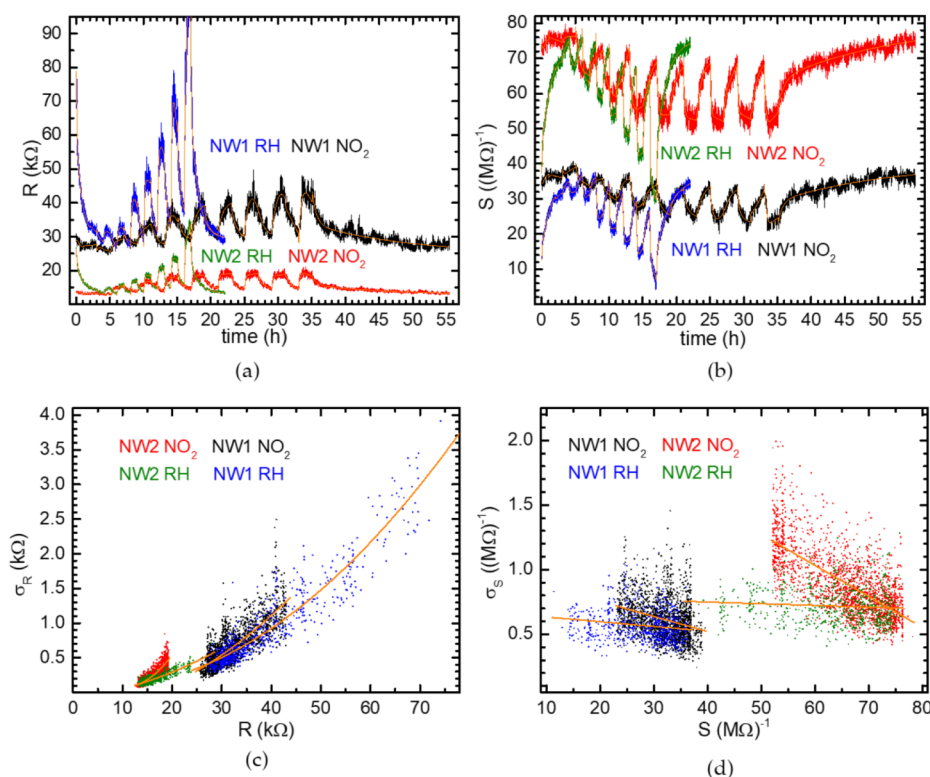 R (kΩ)
90
80
70
60
50
40
30
20
NW1 RH NW1 NO₂
NW2 RH NW2 NO₂
0 5 10 15 20 25 30 35 40 45 50 55
time (h)
(a)
S ((MΩ)⁻¹
80
70
60
50
40
30
20
10
NW2 RH NW2 NO₂
NW1 RH NW1 NO₂
0 5 10 15 20 25 30 35 40 45 50 55
time (h)
(b)
σR (kΩ)
4.0
3.5
3.0
2.5
2.0
1.5
1.0
0.5
0.0
NW2 NO₂ NW1 NO₂
NW2 RH NW1 RH
0 10 20 30 40 50 60 70
R (kΩ)
(c)
σS ((MΩ)⁻¹)
2.0
1.5
1.0
0.5
NW1 NO₂ NW2 NO₂
NW1 RH NW2 RH
10 20 30 40 50 60 70 80
S (MΩ)⁻¹
(d)